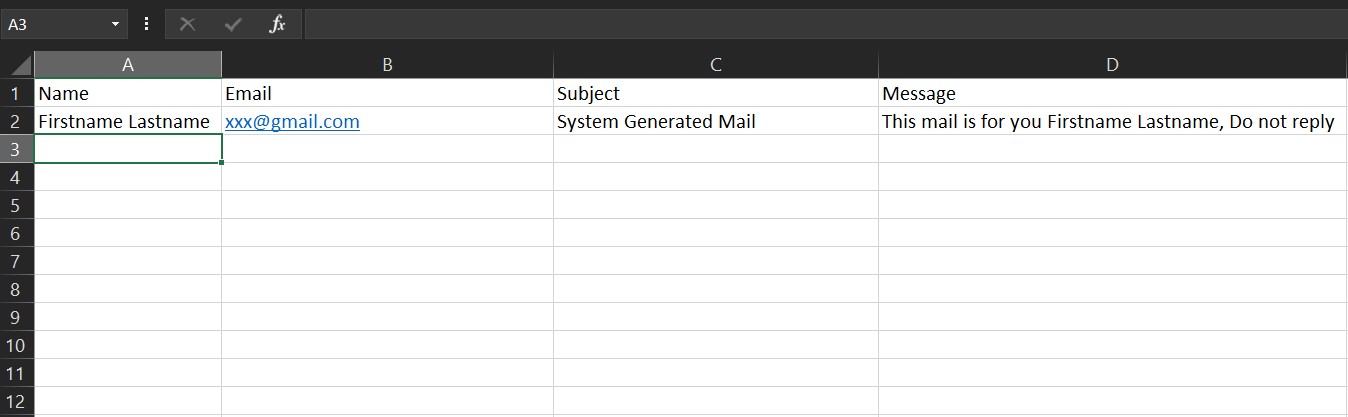 A3 fx
A B C D
1 Name Email Subject Message
2 Firstname Lastname xxx@gmail.com System Generated Mail This mail is for you Firstname Lastname, Do not reply
3
4
5
6
7
8
9
10
11
12